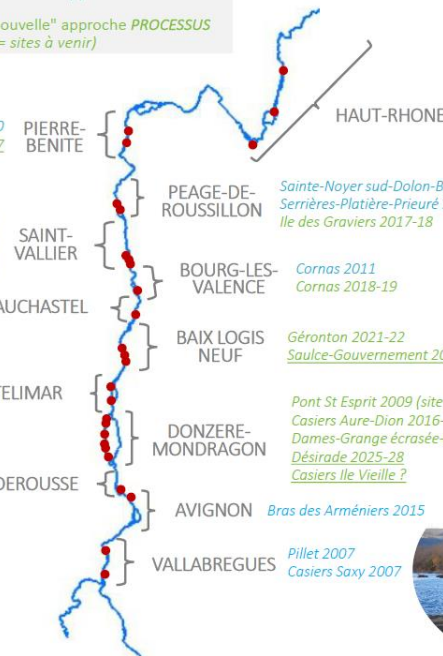 ouvelle" approche PROCESSUS
= sites à venir)
HAUT-RHONE
PIERRE-
BENITE
PEAGE-DE-
ROUSSILLON
Sainte-Noyer sud-Dolon-B
Serrières-Platière-Prieuré
Ile des Graviers 2017-18
SAINT-
VALLIER
BOURG-LES-
VALENCE
Cornas 2011
Cornas 2018-19
AUCHASTEL
BAIX LOGIS
NEUF
Géronton 2021-22
Saulce-Gouvernement 20
TELIMAR
DONZERE-
MONDRAGON
Pont St Esprit 2009 (site
Casiers Aure-Dion 2016-
Dames-Grange écrasée-
Désirade 2025-28
Casiers Ile Vieille ?
DEROUSSE
AVIGNON
Bras des Arméniers 2015
VALLABREGUES
Pillet 2007
Casiers Saxy 2007